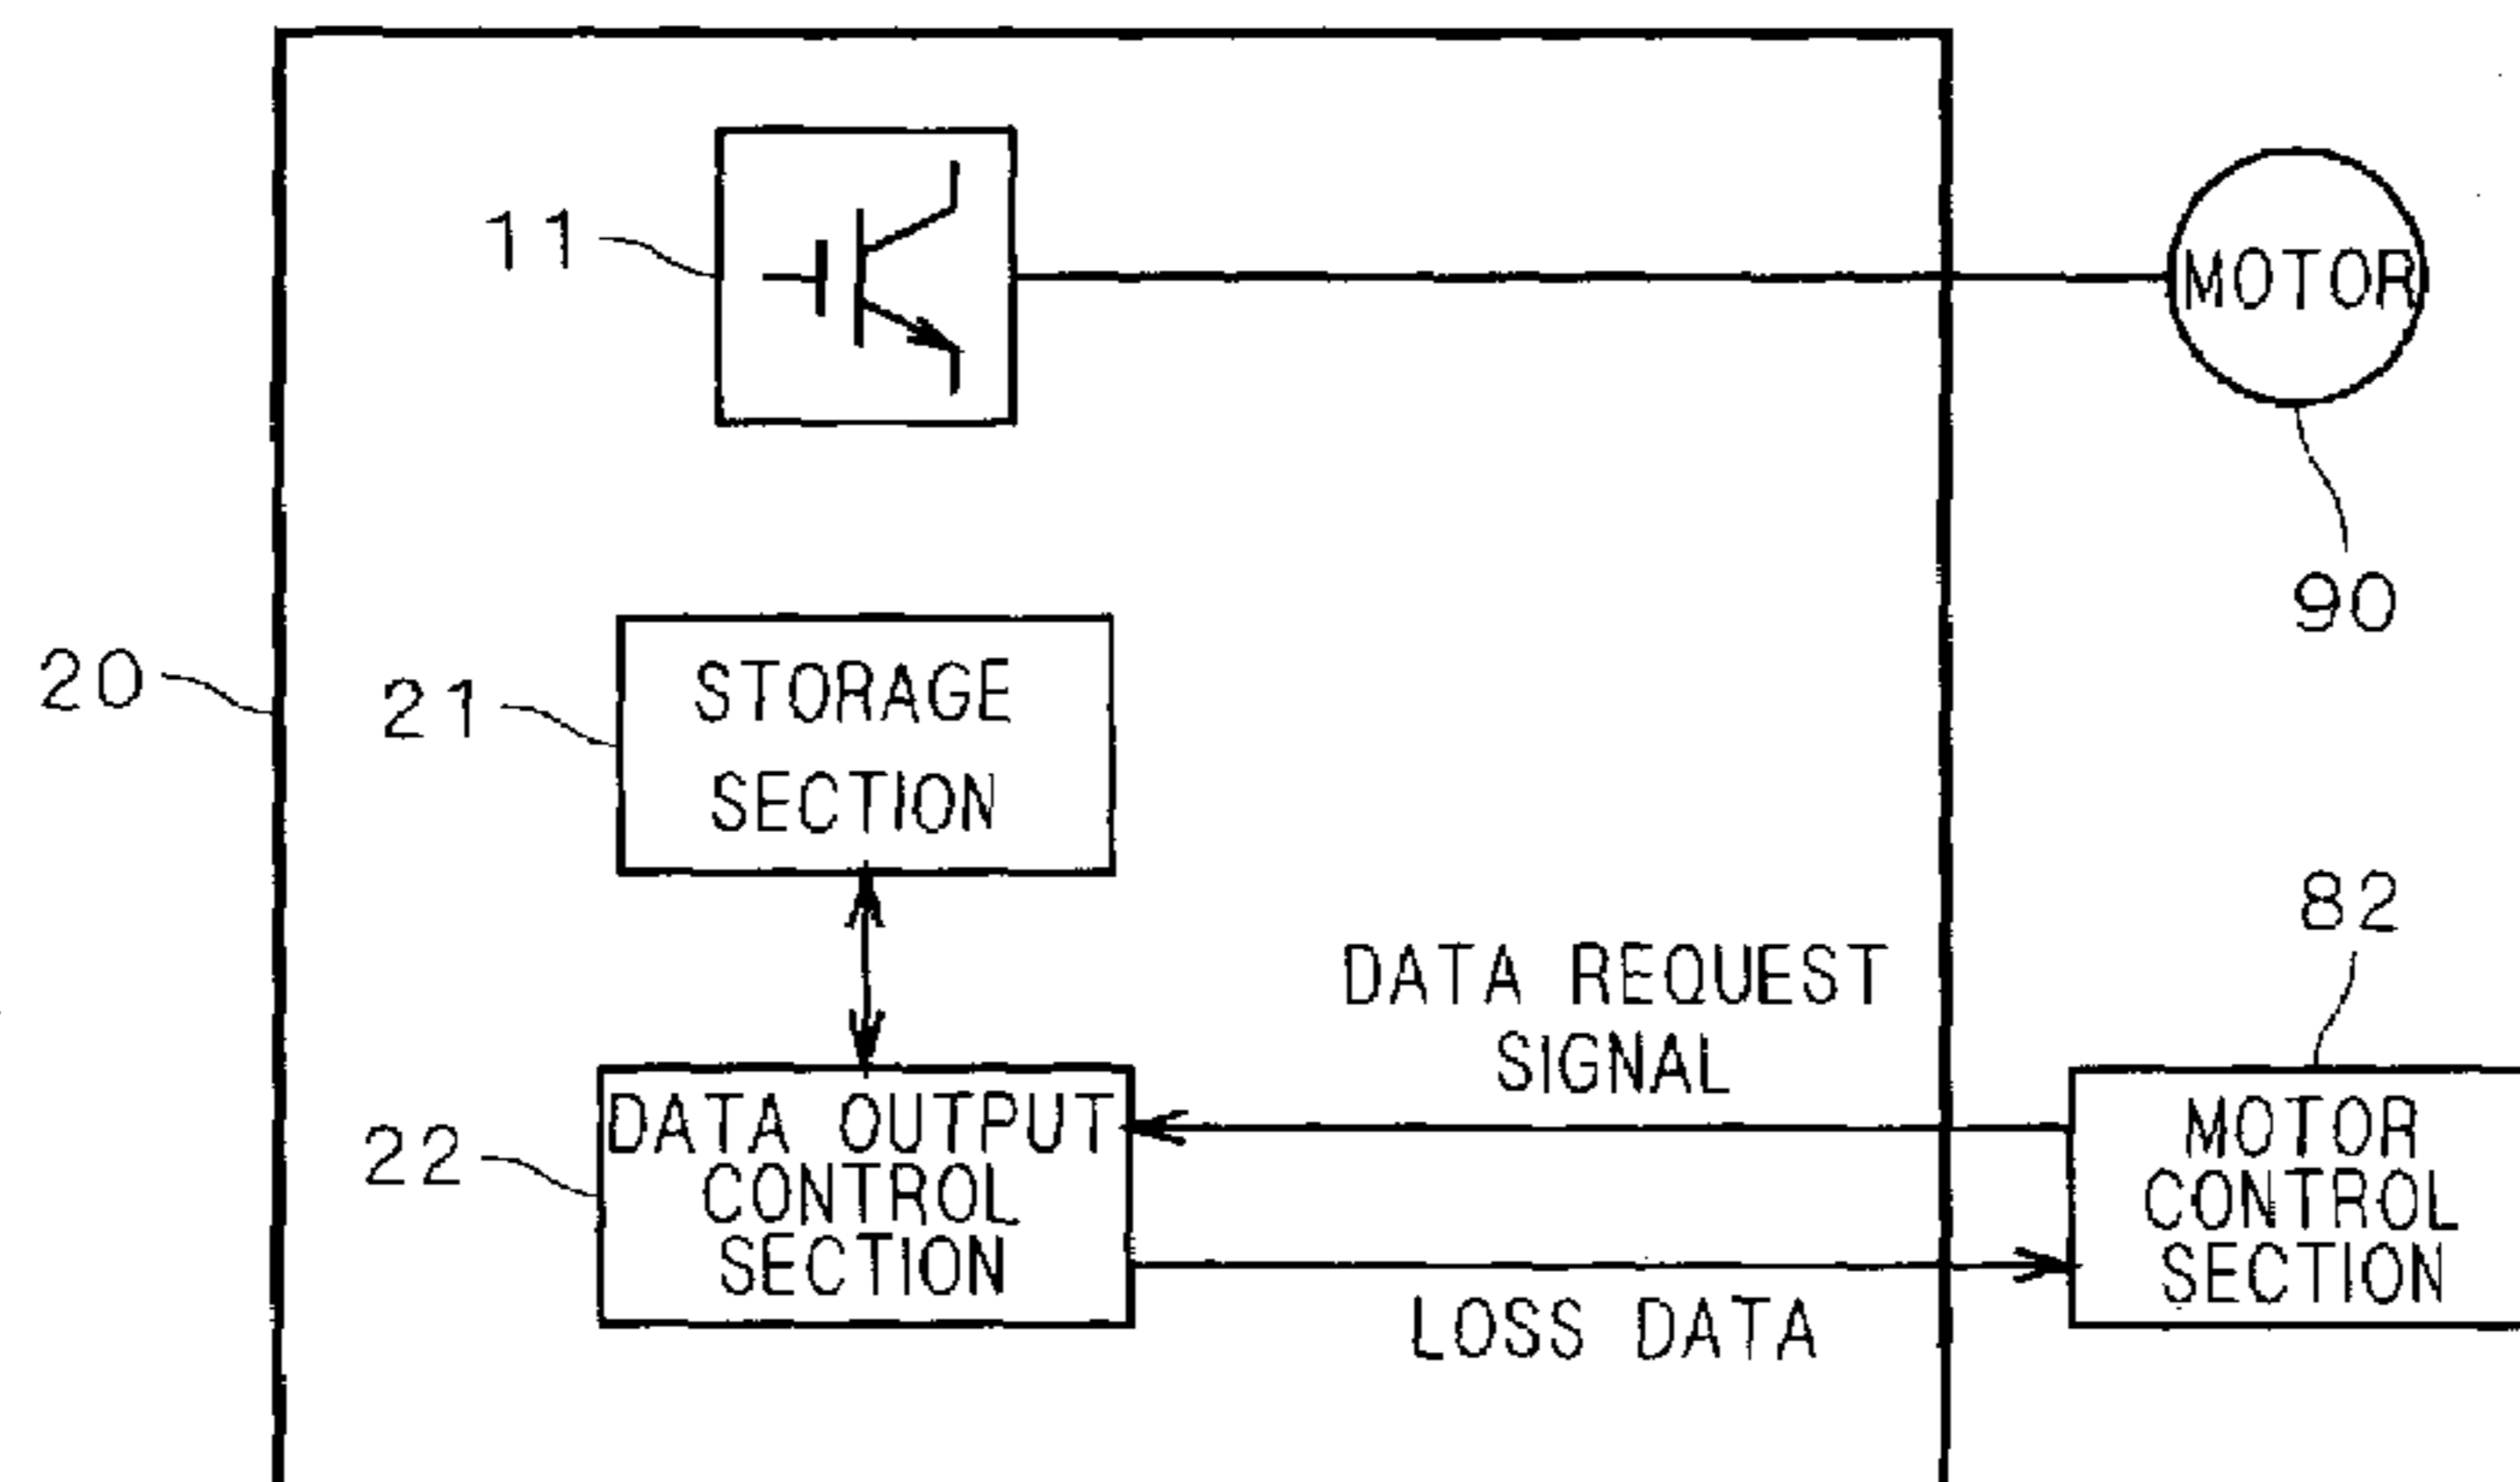 11
MOTOR
90
20
21
STORAGE
SECTION
82
DATA REQUEST
SIGNAL
22
DATA OUTPUT
CONTROL
SECTION
MOTOR
CONTROL
SECTION
LOSS DATA